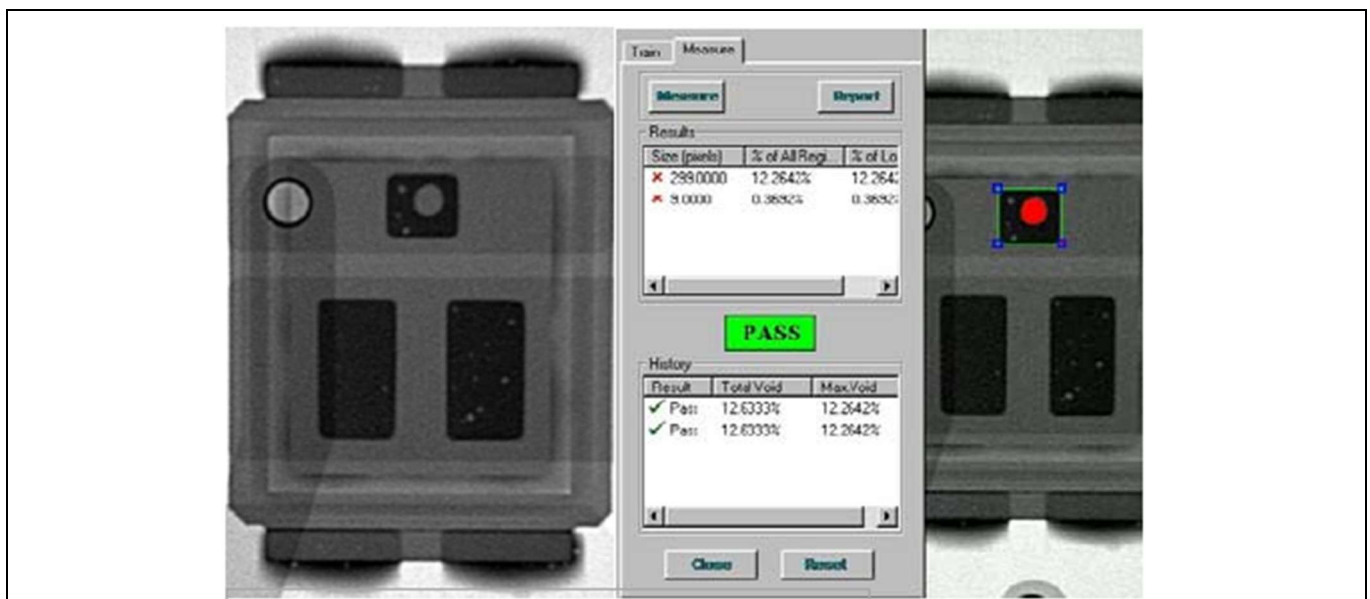 Train Measure
Measure Report
Results
Size (pixels) % of All Regi... % of Lo
299.0000 12.2642% 12.264
9.0000 0.3692% 0.3692
PASS
History
Result Total Void Max.Void
Pass 12.6333% 12.2642%
Pass 12.6333% 12.2642%
Close Reset